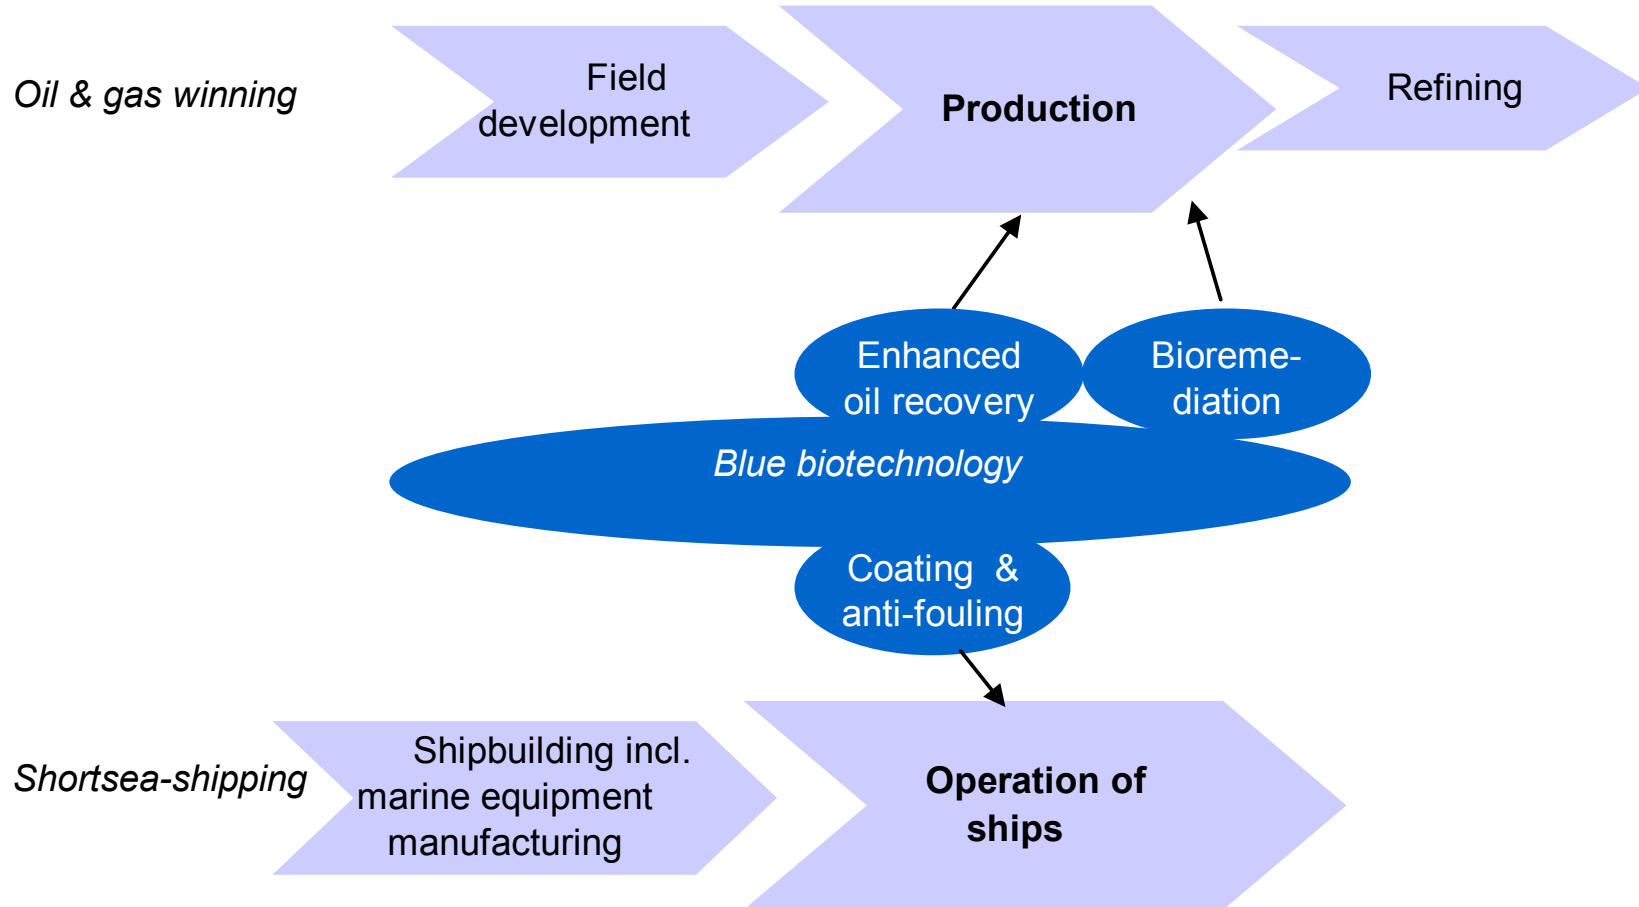 Oil & gas winning
Field
development
Production
Refining
Enhanced
oil recovery
Bioreme-
diation
Blue biotechnology
Coating &
anti-fouling
Shortsea-shipping
Shipbuilding incl.
marine equipment
manufacturing
Operation of
ships